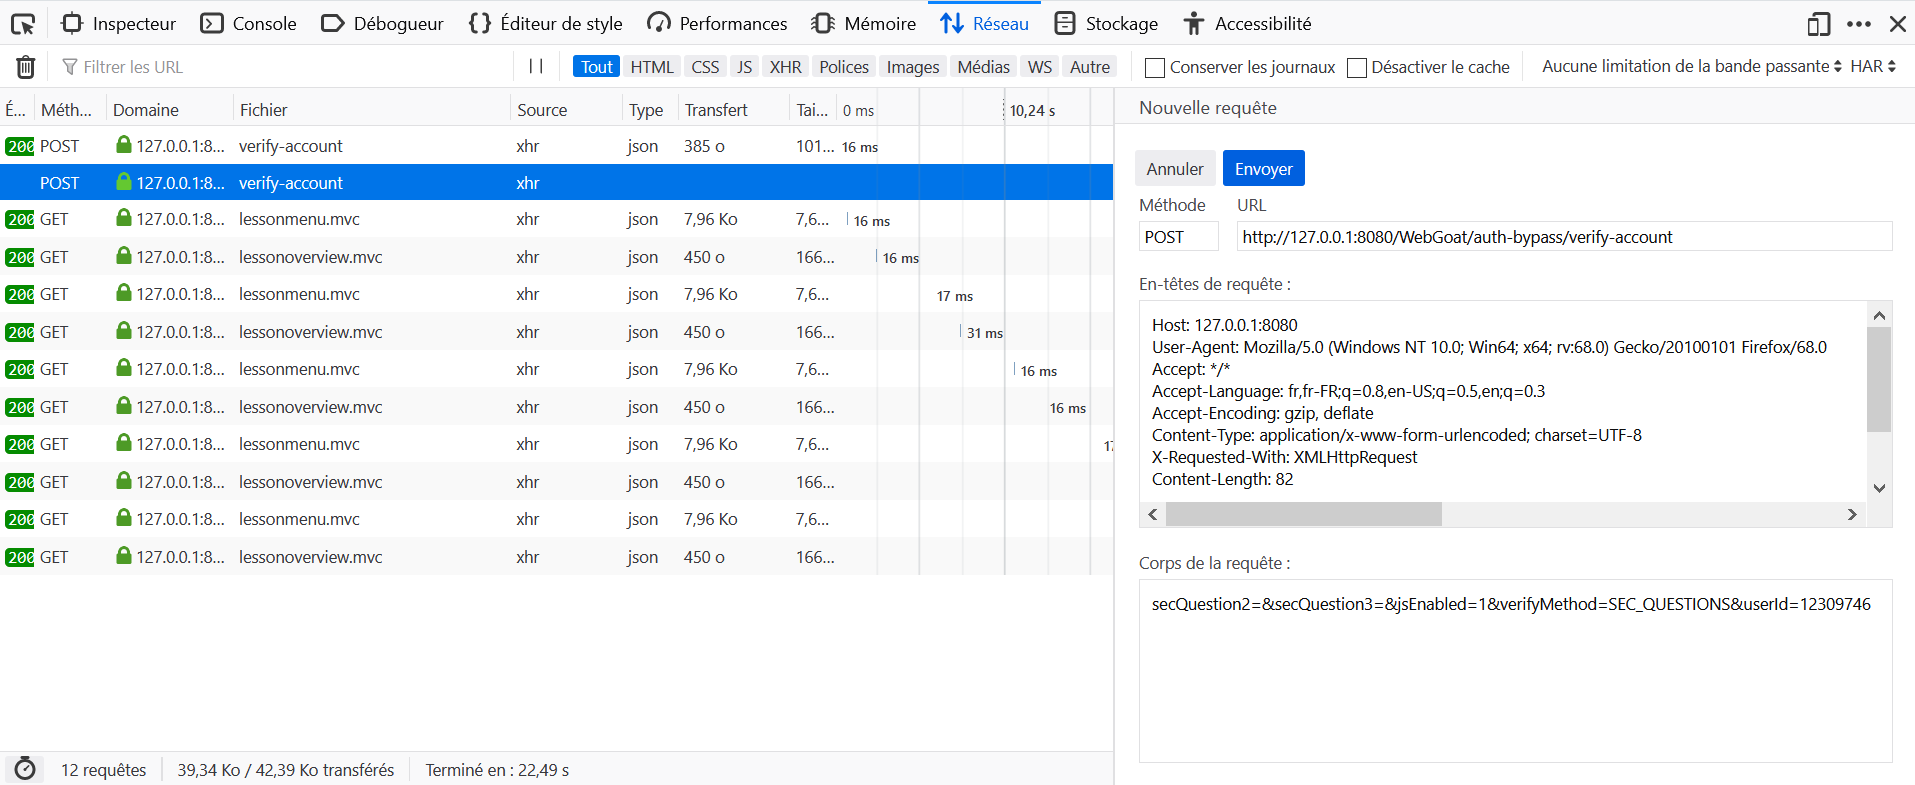 Inspecteur Console Débogueur Éditeur de style Performances Mémoire Réseau Stockage Accessibilité
Filtrer les URL Tout HTML CSS JS XHR Polices Images Médias WS Autre Conserver les journaux Désactiver le cache Aucune limitation de la bande passante HAR
É... Méth... Domaine Fichier Source Type Transfert Tai... 0 ms 10,24 s
200 POST 127.0.0.1:8... verify-account xhr json 385 o 101... 16 ms
POST 127.0.0.1:8... verify-account xhr
200 GET 127.0.0.1:8... lessonmenu.mvc xhr json 7,96 Ko 7,6... 16 ms
200 GET 127.0.0.1:8... lessonoverview.mvc xhr json 450 o 166... 16 ms
200 GET 127.0.0.1:8... lessonmenu.mvc xhr json 7,96 Ko 7,6... 17 ms
200 GET 127.0.0.1:8... lessonoverview.mvc xhr json 450 o 166... 31 ms
200 GET 127.0.0.1:8... lessonmenu.mvc xhr json 7,96 Ko 7,6... 16 ms
200 GET 127.0.0.1:8... lessonoverview.mvc xhr json 450 o 166... 16 ms
200 GET 127.0.0.1:8... lessonmenu.mvc xhr json 7,96 Ko 7,6...
200 GET 127.0.0.1:8... lessonoverview.mvc xhr json 450 o 166...
200 GET 127.0.0.1:8... lessonmenu.mvc xhr json 7,96 Ko 7,6...
200 GET 127.0.0.1:8... lessonoverview.mvc xhr json 450 o 166...
12 requêtes 39,34 Ko / 42,39 Ko transférés Terminé en : 22,49 s
Nouvelle requête
Annuler Envoyer
Méthode URL
POST http://127.0.0.1:8080/WebGoat/auth-bypass/verify-account
En-têtes de requête :
Host: 127.0.0.1:8080
User-Agent: Mozilla/5.0 (Windows NT 10.0; Win64; x64; rv:68.0) Gecko/20100101 Firefox/68.0
Accept: */*
Accept-Language: fr,fr-FR;q=0.8,en-US;q=0.5,en;q=0.3
Accept-Encoding: gzip, deflate
Content-Type: application/x-www-form-urlencoded; charset=UTF-8
X-Requested-With: XMLHttpRequest
Content-Length: 82
Corps de la requête :
secQuestion2=&secQuestion3=&jsEnabled=1&verifyMethod=SEC_QUESTIONS&userId=12309746